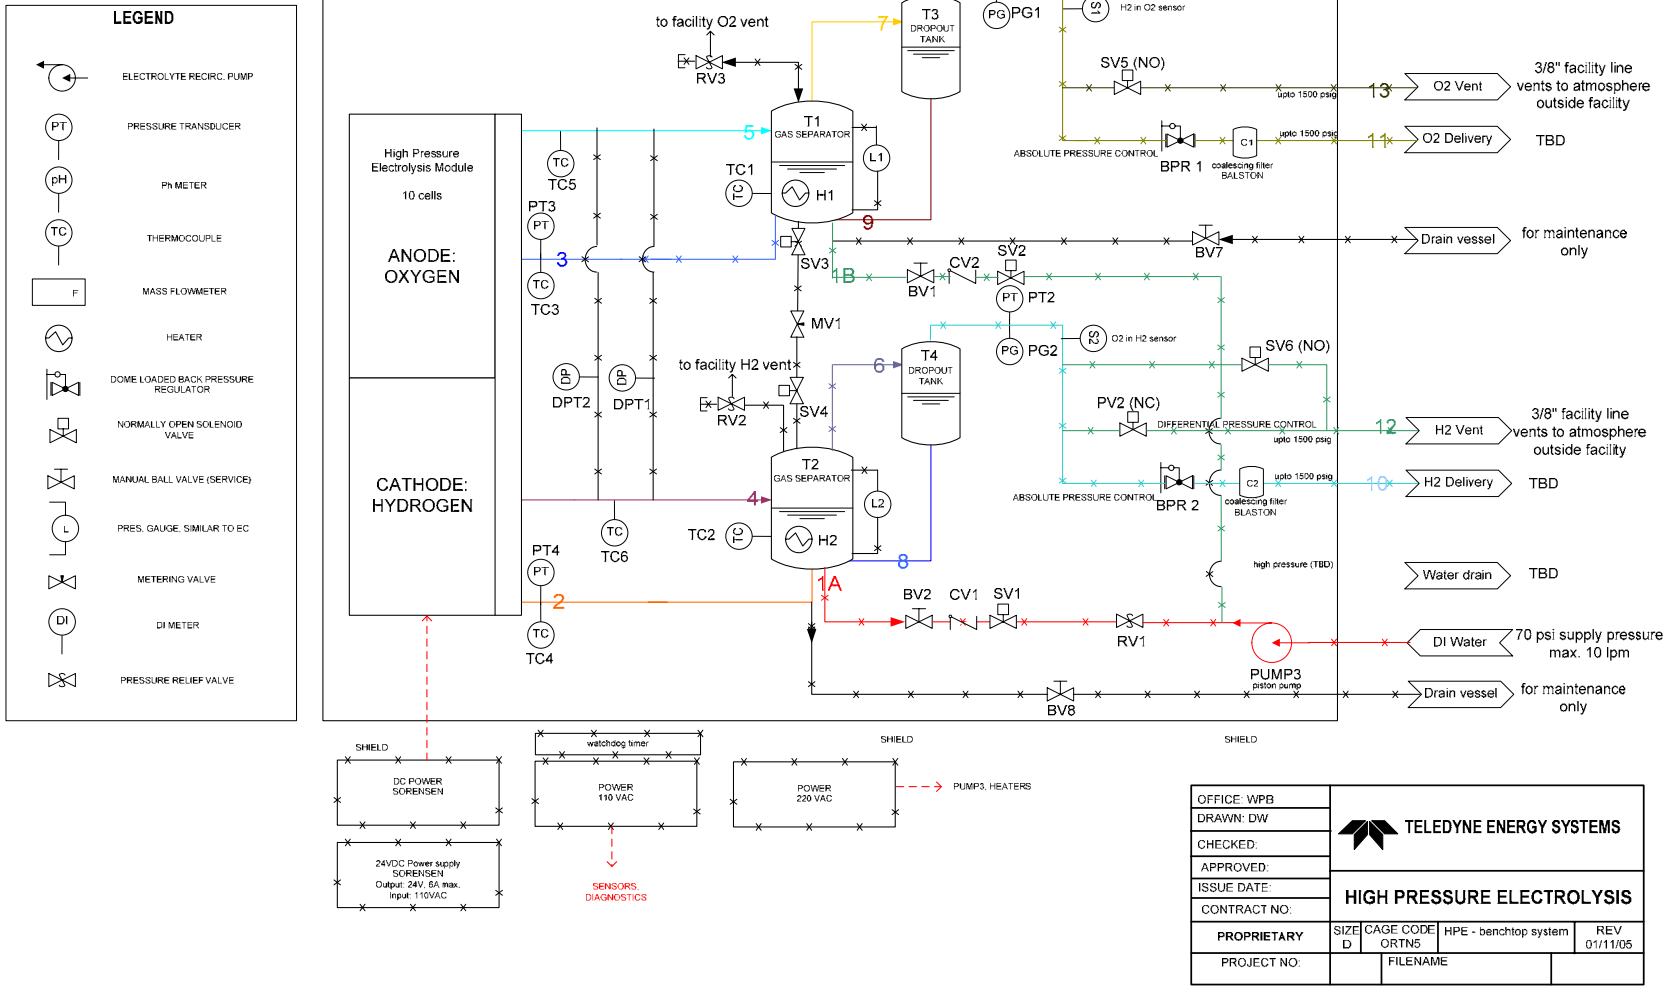 LEGEND
ELECTROLYTE RECIRC. PUMP
PT
PRESSURE TRANSDUCER
pH
Ph METER
TC
THERMOCOUPLE
F
MASS FLOWMETER
HEATER
DOME LOADED BACK PRESSURE
REGULATOR
NORMALLY OPEN SOLENOID
VALVE
MANUAL BALL VALVE (SERVICE)
L
PRES. GAUGE, SIMILAR TO EC
METERING VALVE
DI
DI METER
PRESSURE RELIEF VALVE
High Pressure
Electrolysis Module
10 cells
ANODE:
OXYGEN
CATHODE:
HYDROGEN
to facility O2 vent
RV3
7
T3
DROPOUT
TANK
PG
PG1
S1
H2 in O2 sensor
SV5 (NO)
upto 1500 psig
13
O2 Vent
3/8" facility line
vents to atmosphere
outside facility
5
T1
GAS SEPARATOR
L1
TC
TC5
TC1
TC
H1
ABSOLUTE PRESSURE CONTROL
BPR 1
C1
coalescing filter
BALSTON
upto 1500 psig
11
O2 Delivery
TBD
PT3
PT
3
TC
TC3
SV3
9
BV7
Drain vessel
for maintenance
only
1B
BV1
CV2
SV2
PT
PT2
MV1
PG
PG2
S2
O2 in H2 sensor
SV6 (NO)
to facility H2 vent
RV2
SV4
6
T4
DROPOUT
TANK
DP
DPT2
DP
DPT1
PV2 (NC)
DIFFERENTIAL PRESSURE CONTROL
upto 1500 psig
12
H2 Vent
3/8" facility line
vents to atmosphere
outside facility
4
T2
GAS SEPARATOR
L2
TC
TC6
TC2
TC
H2
8
ABSOLUTE PRESSURE CONTROL
BPR 2
C2
coalescing filter
BLASTON
upto 1500 psig
10
H2 Delivery
TBD
PT4
PT
2
TC
TC4
1A
BV2
CV1
SV1
RV1
high pressure (TBD)
Water drain
TBD
PUMP3
piston pump
DI Water
70 psi supply pressure
max. 10 lpm
BV8
Drain vessel
for maintenance
only
SHIELD
SHIELD
SHIELD
DC POWER
SORENSEN
watchdog timer
POWER
110 VAC
POWER
220 VAC
PUMP3, HEATERS
24VDC Power supply
SORENSEN
Output: 24V, 6A max.
Input: 110VAC
SENSORS,
DIAGNOSTICS
OFFICE: WPB
DRAWN: DW
CHECKED:
APPROVED:
ISSUE DATE:
CONTRACT NO:
PROPRIETARY
PROJECT NO:
TELEDYNE ENERGY SYSTEMS
HIGH PRESSURE ELECTROLYSIS
SIZE
D
CAGE CODE
ORTN5
HPE - benchtop system
REV
01/11/05
FILENAME